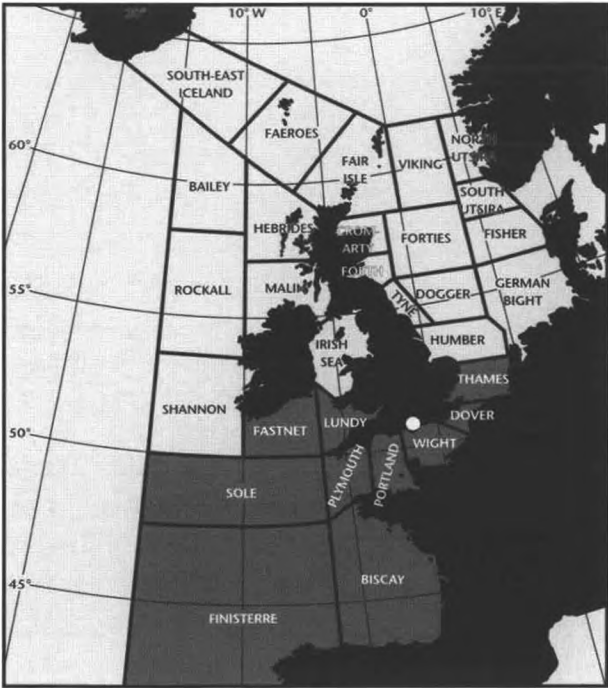 10°W
0°
10°E
SOUTH-EAST
ICELAND
FAEROES
60°
FAIR
ISLE
VIKING
NORTH
UTSIRA
BAILEY
SOUTH
UTSIRA
HEBRIDES
CROM-
ARTY
FORTIES
FISHER
FORTH
55°
ROCKALL
MALIN
TYNE
DOGGER
GERMAN
BIGHT
IRISH
SEA
HUMBER
THAMES
SHANNON
FASTNET
LUNDY
DOVER
50°
WIGHT
PLYMOUTH
PORTLAND
SOLE
45°
BISCAY
FINISTERRE